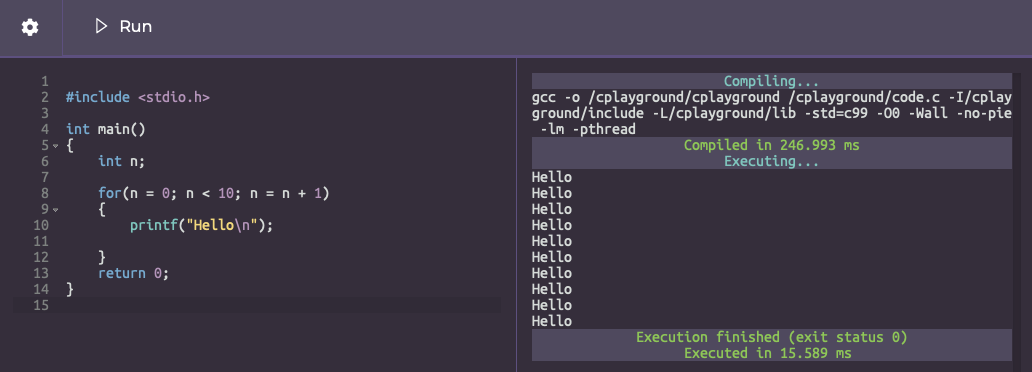 Run
1
2 #include <stdio.h>
3
4 int main()
5 {
6     int n;
7
8     for(n = 0; n < 10; n = n + 1)
9     {
10         printf("Hello\n");
11
12     }
13     return 0;
14 }
15
Compiling...
gcc -o /cplayground/cplayground /cplayground/code.c -I/cplay
ground/include -L/cplayground/lib -std=c99 -O0 -Wall -no-pie
 -lm -pthread
Compiled in 246.993 ms
Executing...
Hello
Hello
Hello
Hello
Hello
Hello
Hello
Hello
Hello
Hello
Execution finished (exit status 0)
Executed in 15.589 ms